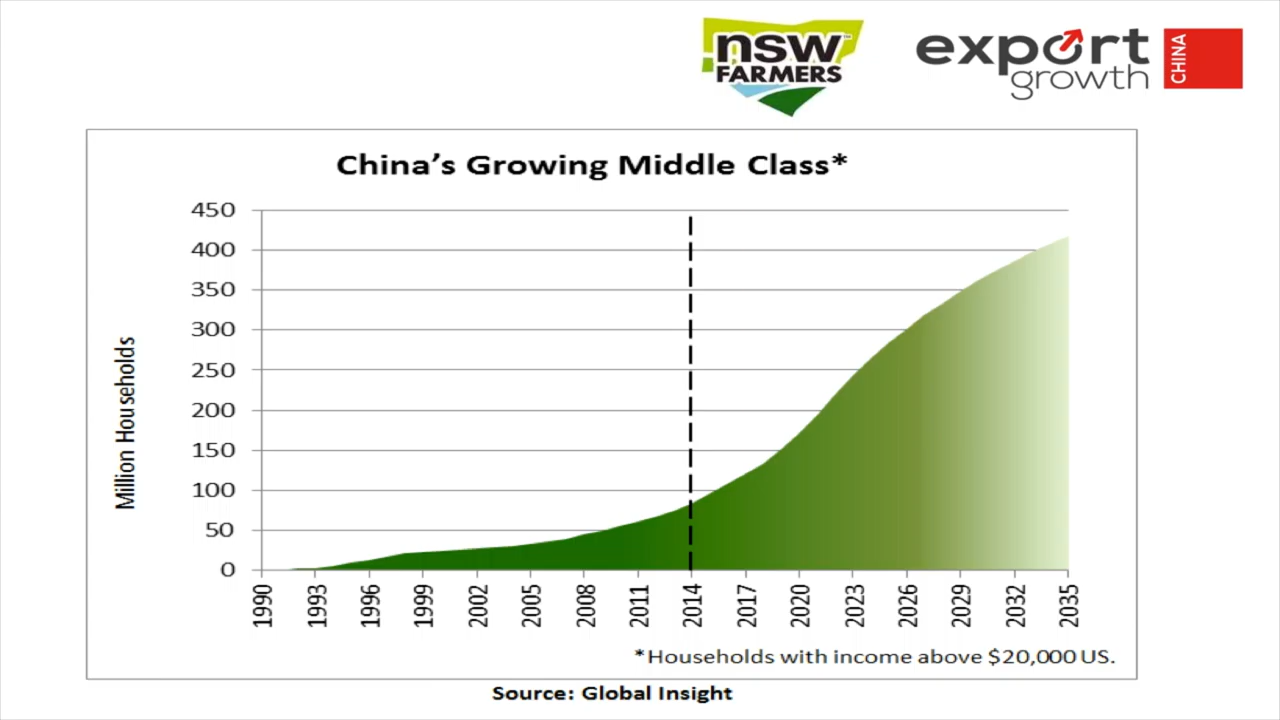 nsw™
FARMERS
export
growth
CHINA
China's Growing Middle Class*
450
400
350
300
250
200
150
100
50
0
Million Households
1990 1993 1996 1999 2002 2005 2008 2011 2014 2017 2020 2023 2026 2029 2032 2035
*Households with income above $20,000 US.
Source: Global Insight